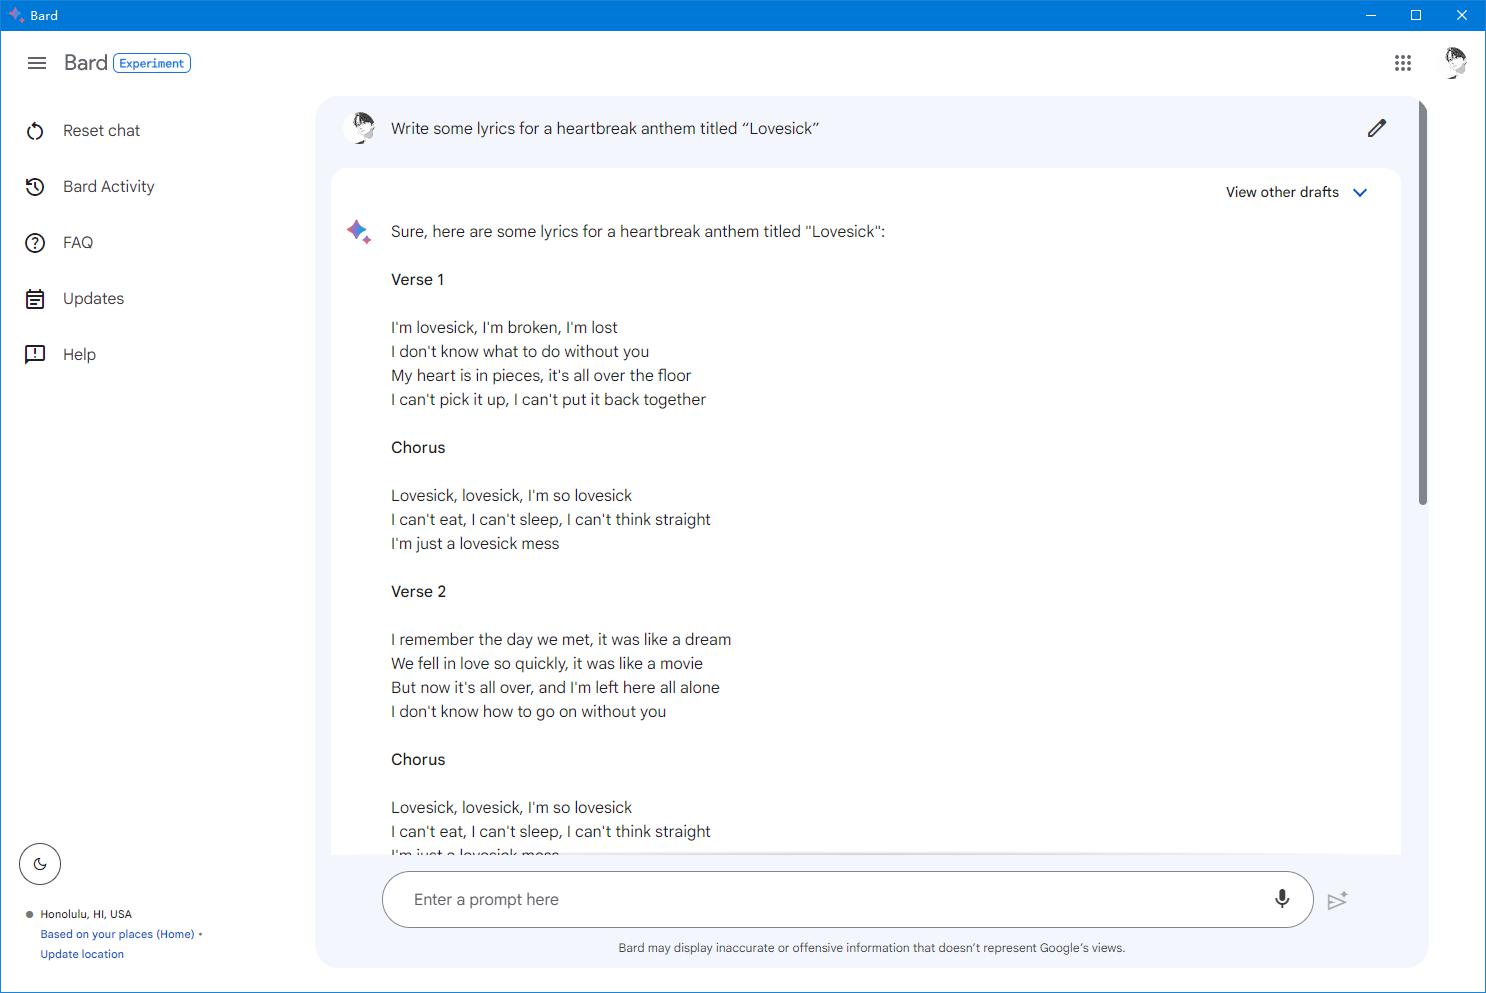 Bard
Bard Experiment
Reset chat
Bard Activity
FAQ
Updates
Help
Write some lyrics for a heartbreak anthem titled “Lovesick”
View other drafts
Sure, here are some lyrics for a heartbreak anthem titled "Lovesick":
Verse 1
I'm lovesick, I'm broken, I'm lost
I don't know what to do without you
My heart is in pieces, it's all over the floor
I can't pick it up, I can't put it back together
Chorus
Lovesick, lovesick, I'm so lovesick
I can't eat, I can't sleep, I can't think straight
I'm just a lovesick mess
Verse 2
I remember the day we met, it was like a dream
We fell in love so quickly, it was like a movie
But now it's all over, and I'm left here all alone
I don't know how to go on without you
Chorus
Lovesick, lovesick, I'm so lovesick
I can't eat, I can't sleep, I can't think straight
I'm just a lovesick mess
Enter a prompt here
Bard may display inaccurate or offensive information that doesn’t represent Google’s views.
Honolulu, HI, USA
Based on your places (Home) •
Update location